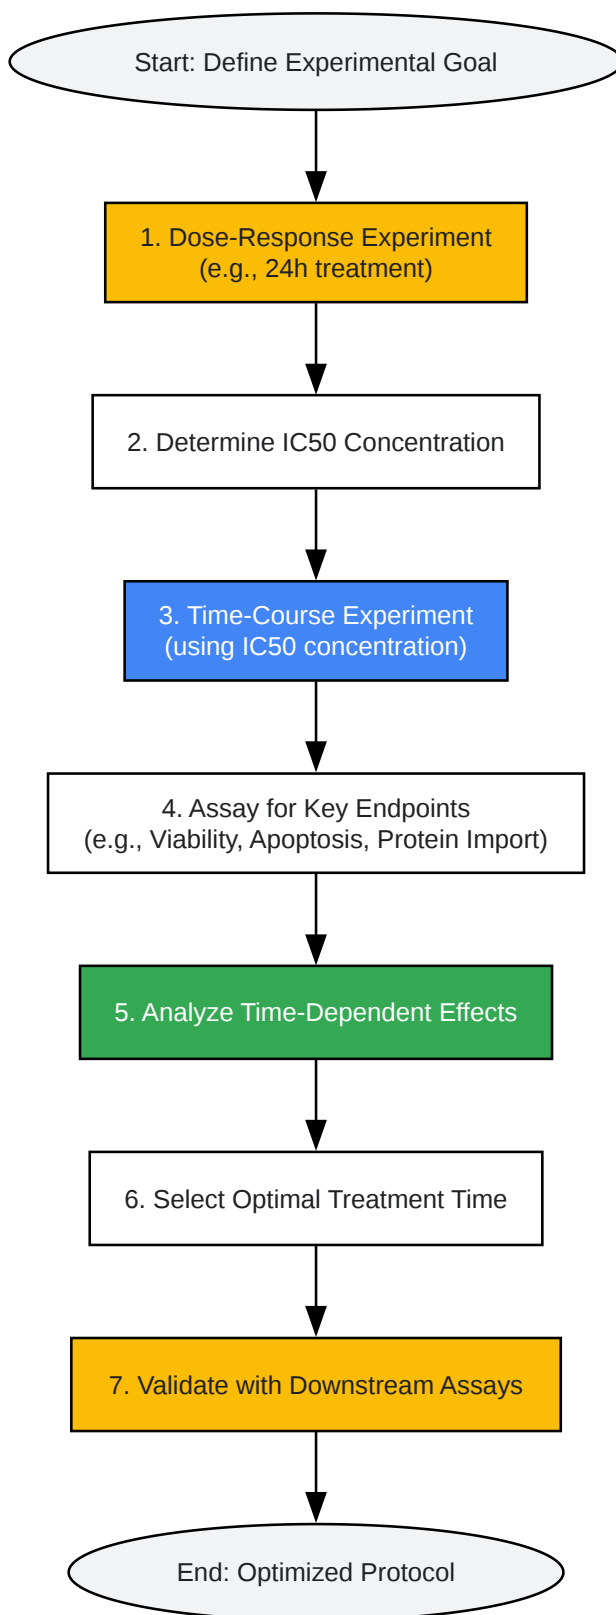 Start: Define Experimental Goal
1. Dose-Response Experiment
(e.g., 24h treatment)
2. Determine IC50 Concentration
3. Time-Course Experiment
(using IC50 concentration)
4. Assay for Key Endpoints
(e.g., Viability, Apoptosis, Protein Import)
5. Analyze Time-Dependent Effects
6. Select Optimal Treatment Time
7. Validate with Downstream Assays
End: Optimized Protocol